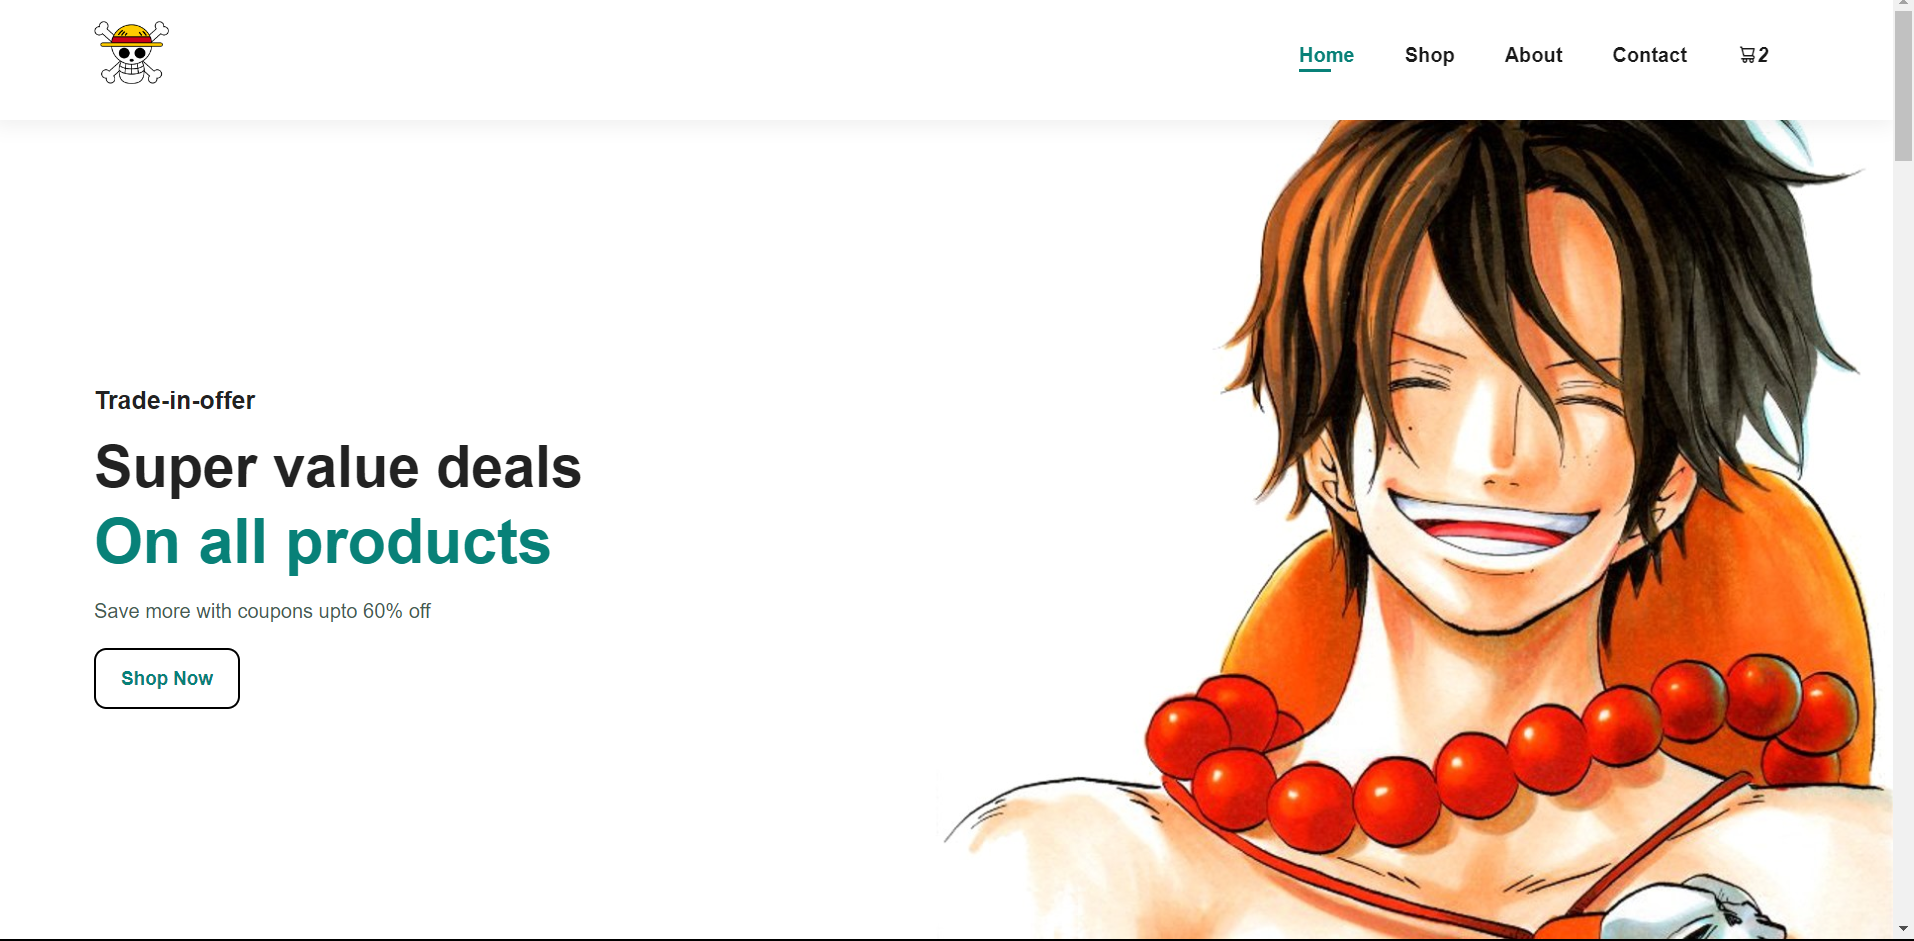 Home Shop About Contact 2
Trade-in-offer
Super value deals
On all products
Save more with coupons upto 60% off
Shop Now